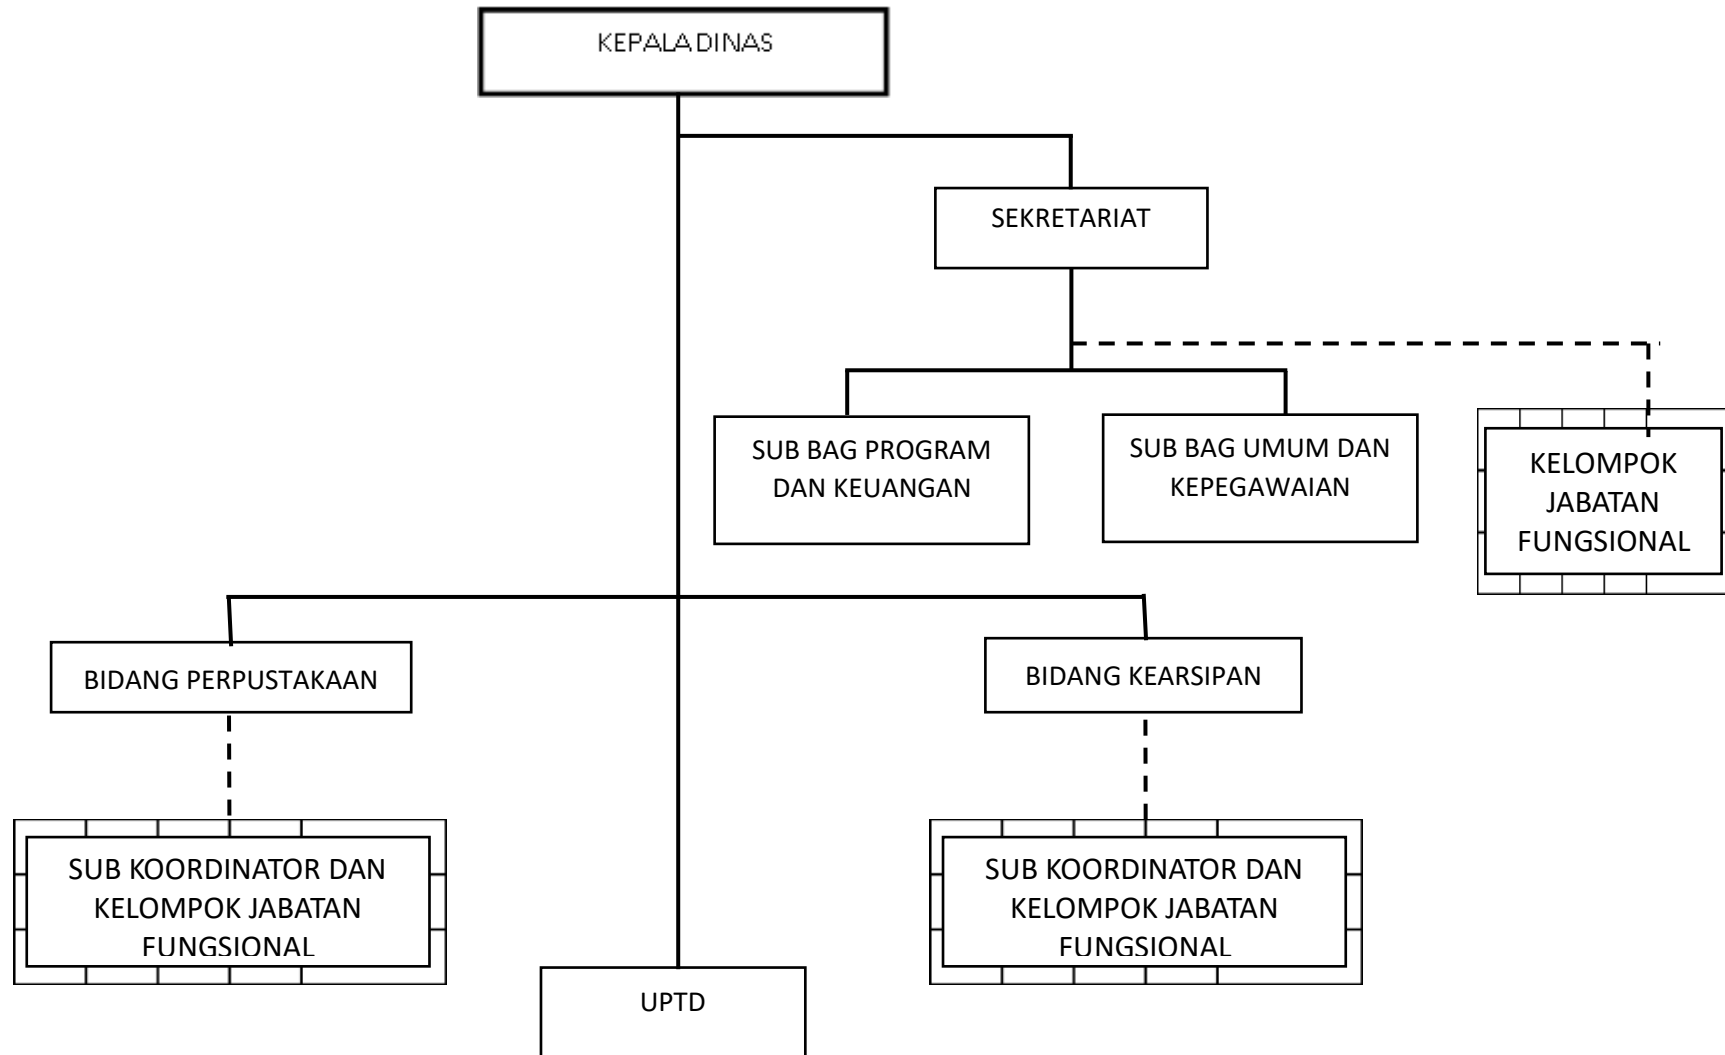 KEPALA DINAS
SEKRETARIAT
SUB BAG PROGRAM
DAN KEUANGAN
SUB BAG UMUM DAN
KEPEGAWAIAN
KELOMPOK
JABATAN
FUNGSIONAL
BIDANG PERPUSTAKAAN
BIDANG KEARSIPAN
SUB KOORDINATOR DAN
KELOMPOK JABATAN
FUNGSIONAL
SUB KOORDINATOR DAN
KELOMPOK JABATAN
FUNGSIONAL
UPTD